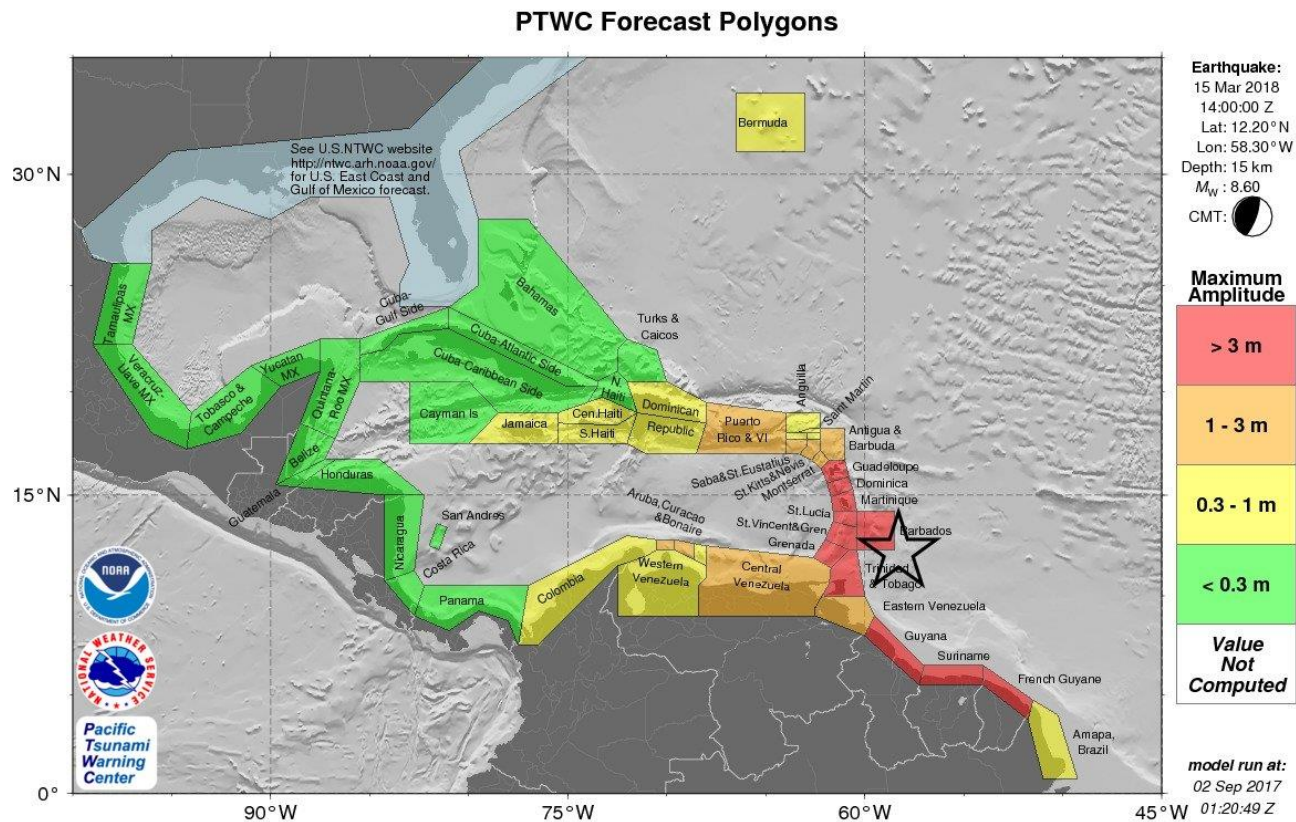 PTWC Forecast Polygons
Earthquake:
15 Mar 2018
14:00:00 Z
Lat: 12.20° N
Lon: 58.30° W
Depth: 15 km
Mw : 8.60
CMT:
Maximum
Amplitude
> 3 m
1 - 3 m
0.3 - 1 m
< 0.3 m
Value
Not
Computed
model run at:
02 Sep 2017
01:20:49 Z
30°N
15°N
0°
90°W
75°W
60°W
45°W
See U.S.NTWC website
http://ntwc.arh.noaa.gov/
for U.S. East Coast and
Gulf of Mexico forecast.
Bermuda
Tamaulipas
MX
Veracruz-
Llave MX
Tobasco &
Campeche
Yucatan
MX
Quintana-
Roo MX
Belize
Guatemala
Honduras
Nicaragua
San Andres
Costa Rica
Panama
Colombia
Cuba-
Gulf Side
Cuba-Atlantic Side
Cuba-Caribbean Side
Bahamas
Turks &
Caicos
N.
Haiti
Cayman Is
Jamaica
Cen.Haiti
S.Haiti
Dominican
Republic
Puerto
Rico & VI
Anguilla
Saint Martin
Antigua &
Barbuda
Saba&St.Eustatius
St.Kitts&Nevis
Montserrat
Guadeloupe
Dominica
Martinique
St.Lucia
Barbados
St.Vincent&Gren
Grenada
Trinidad
& Tobago
Aruba,Curacao
&Bonaire
Western
Venezuela
Central
Venezuela
Eastern Venezuela
Guyana
Suriname
French Guyane
Amapa,
Brazil
NOAA
NATIONAL WEATHER SERVICE
Pacific
Tsunami
Warning
Center